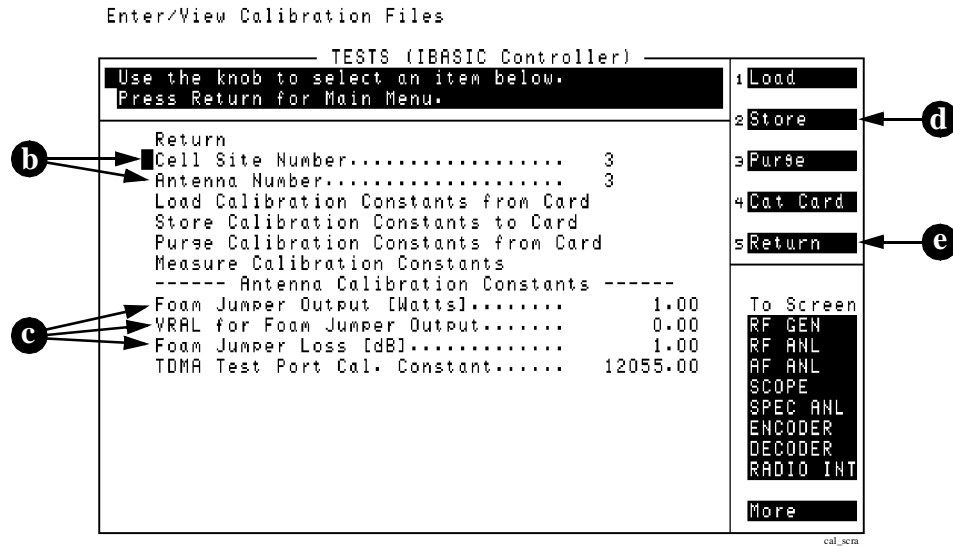 Enter/View Calibration Files
TESTS (IBASIC Controller)
Use the knob to select an item below.
Press Return for Main Menu.
Return
Cell Site Number.................. 3
Antenna Number.................... 3
Load Calibration Constants from Card
Store Calibration Constants to Card
Purge Calibration Constants from Card
Measure Calibration Constants
------ Antenna Calibration Constants ------
Foam Jumper Output [Watts]........ 1.00
VRAL for Foam Jumper Output....... 0.00
Foam Jumper Loss [dB]............. 1.00
TDMA Test Port Cal. Constant...... 12055.00
b
c
1 Load
2 Store
3 Purge
4 Cat Card
5 Return
d
e
To Screen
RF GEN
RF ANL
AF ANL
SCOPE
SPEC ANL
ENCODER
DECODER
RADIO INT
More
cal_scra